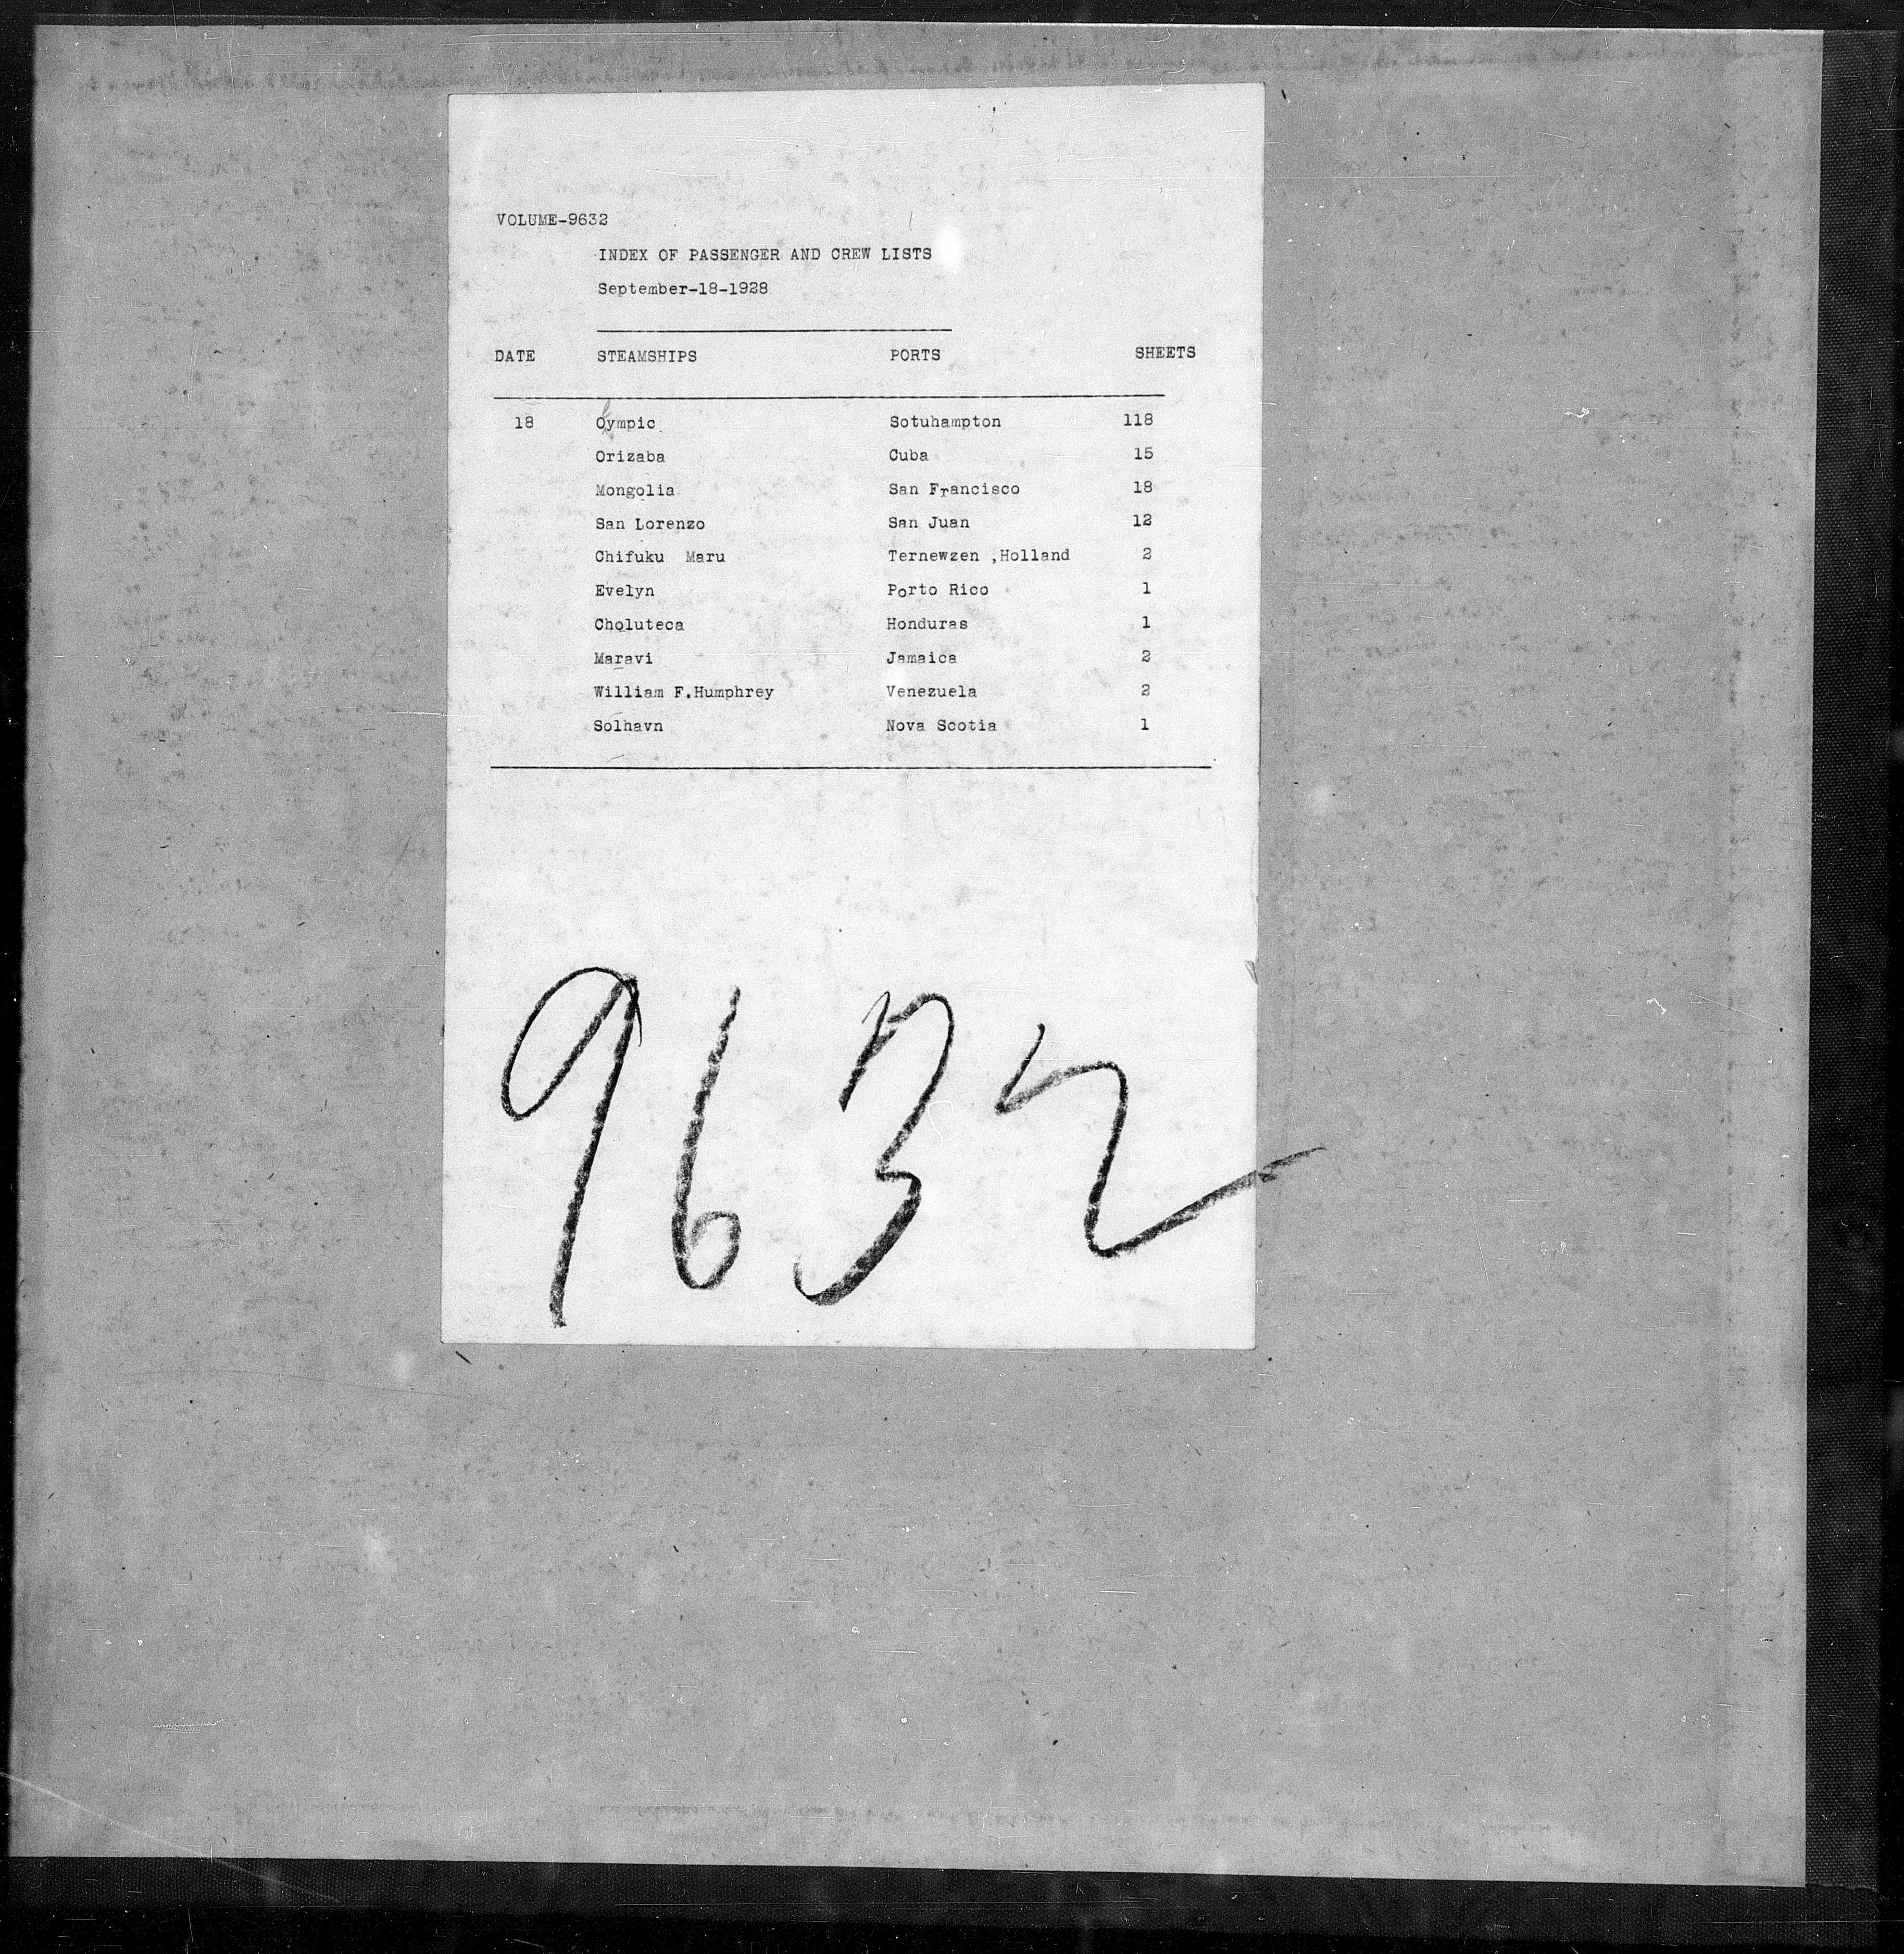 VOLUME-9632
INDEX OF PASSENGER AND CREW LISTS
September-18-1928
DATE STEAMSHIPS PORTS SHEETS
18 Olympic Sotuhampton 118
Orizaba Cuba 15
Mongolia San Francisco 18
San Lorenzo San Juan 12
Chifuku Maru Ternewzen ,Holland 2
Evelyn Porto Rico 1
Choluteca Honduras 1
Maravi Jamaica 2
William F.Humphrey Venezuela 2
Solhavn Nova Scotia 1
9632